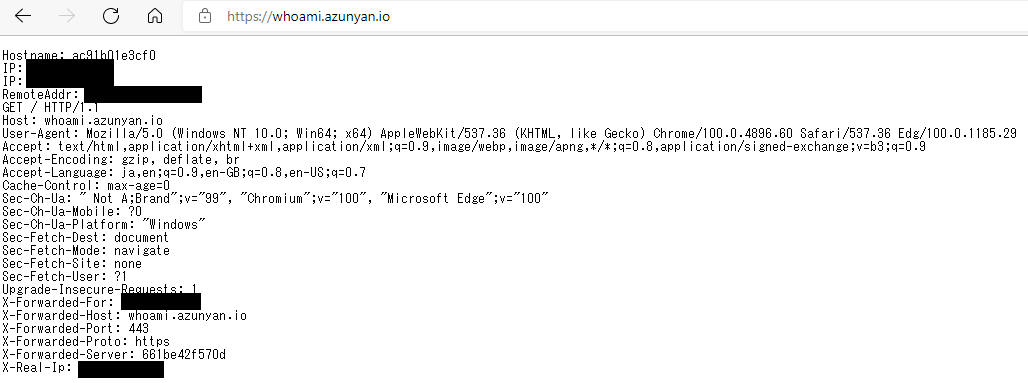 https://whoami.azunyan.io
Hostname: ac91b01e3cf0
IP:
IP:
RemoteAddr:
GET / HTTP/1.1
Host: whoami.azunyan.io
User-Agent: Mozilla/5.0 (Windows NT 10.0; Win64; x64) AppleWebKit/537.36 (KHTML, like Gecko) Chrome/100.0.4896.60 Safari/537.36 Edg/100.0.1185.29
Accept: text/html,application/xhtml+xml,application/xml;q=0.9,image/webp,image/apng,*/*;q=0.8,application/signed-exchange;v=b3;q=0.9
Accept-Encoding: gzip, deflate, br
Accept-Language: ja,en;q=0.9,en-GB;q=0.8,en-US;q=0.7
Cache-Control: max-age=0
Sec-Ch-Ua: " Not A;Brand";v="99", "Chromium";v="100", "Microsoft Edge";v="100"
Sec-Ch-Ua-Mobile: ?0
Sec-Ch-Ua-Platform: "Windows"
Sec-Fetch-Dest: document
Sec-Fetch-Mode: navigate
Sec-Fetch-Site: none
Sec-Fetch-User: ?1
Upgrade-Insecure-Requests: 1
X-Forwarded-For:
X-Forwarded-Host: whoami.azunyan.io
X-Forwarded-Port: 443
X-Forwarded-Proto: https
X-Forwarded-Server: 661be42f570d
X-Real-Ip: